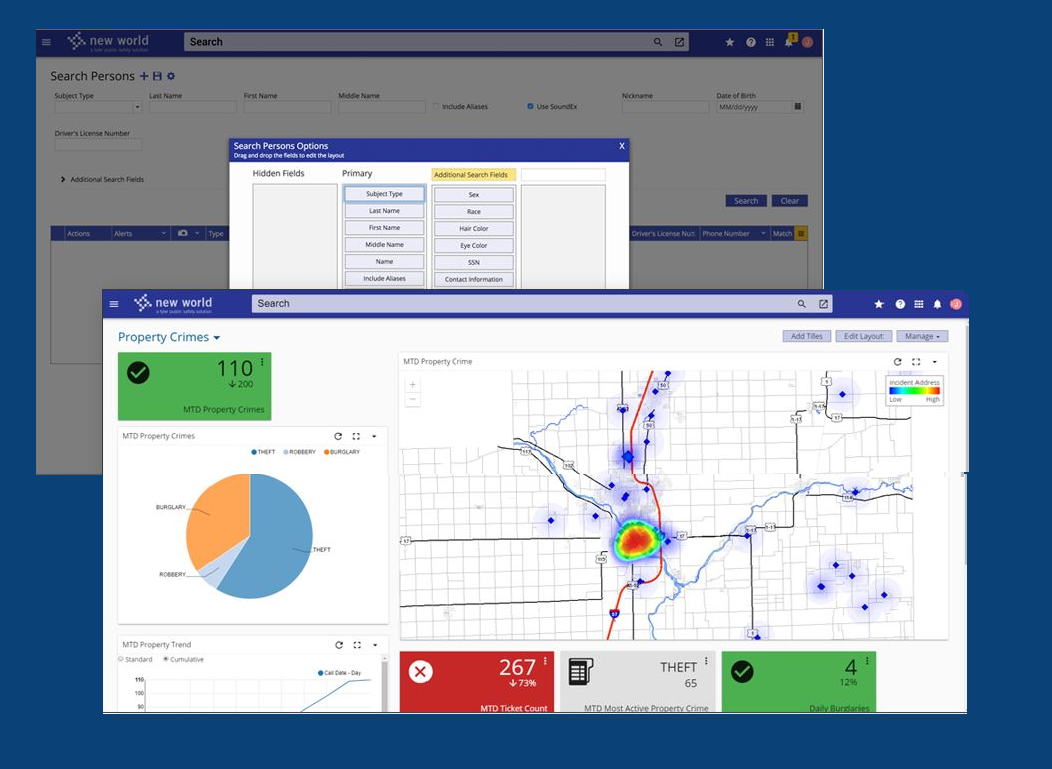 new world
a tyler public safety solution
Search
1
J
Search Persons
Subject Type
Last Name
First Name
Middle Name
Include Aliases
Use SoundEx
Nickname
Date of Birth
MM/dd/yyyy
Driver's License Number
Additional Search Fields
Search
Clear
Actions
Alerts
Type
Driver's License Num
Phone Number
Match
Search Persons Options
X
Drag and drop the fields to edit the layout
Hidden Fields
Primary
Additional Search Fields
Subject Type
Last Name
First Name
Middle Name
Name
Include Aliases
Sex
Race
Hair Color
Eye Color
SSN
Contact Information
new world
a tyler public safety solution
Search
J
Property Crimes
Add Tiles
Edit Layout
Manage
110
200
MTD Property Crimes
MTD Property Crimes
THEFT
ROBBERY
BURGLARY
BURGLARY
ROBBERY
THEFT
MTD Property Crime
+
−
Incident Address
Low
High
MTD Property Trend
Standard
Cumulative
Call Date - Day
110
100
90
267
73%
MTD Ticket Count
THEFT
65
MTD Most Active Property Crime
4
12%
Daily Burglaries